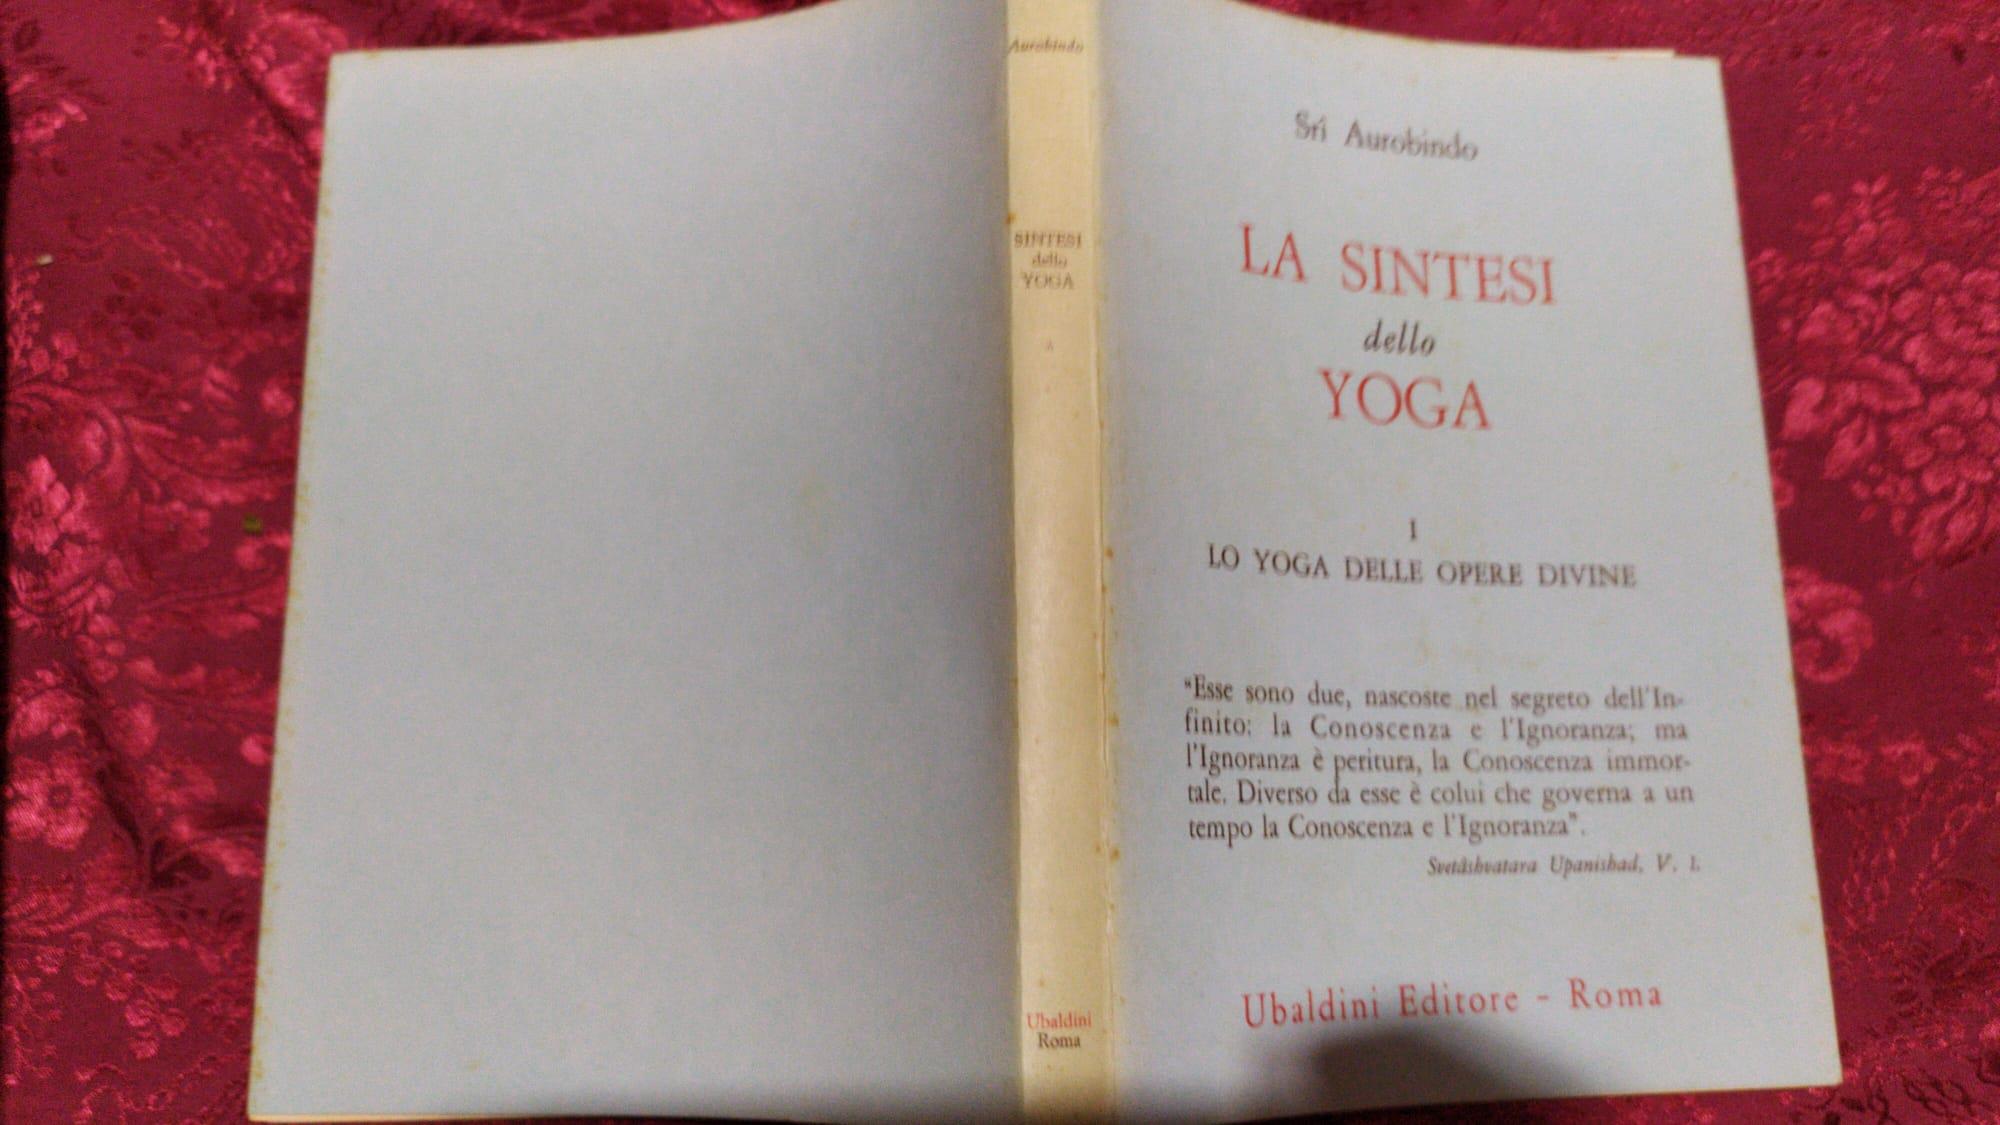 Aurobindo
SINTESI
dello
YOGA
Ubaldini
Roma
Srî Aurobindo
LA SINTESI
dello
YOGA
I
LO YOGA DELLE OPERE DIVINE
"Esse sono due, nascoste nel segreto dell'In-
finito: la Conoscenza e l'Ignoranza; ma
l'Ignoranza è peritura, la Conoscenza immor-
tale. Diverso da esse è colui che governa a un
tempo la Conoscenza e l'Ignoranza".
Svetâshvatara Upanishad, V, 1.
Ubaldini Editore - Roma